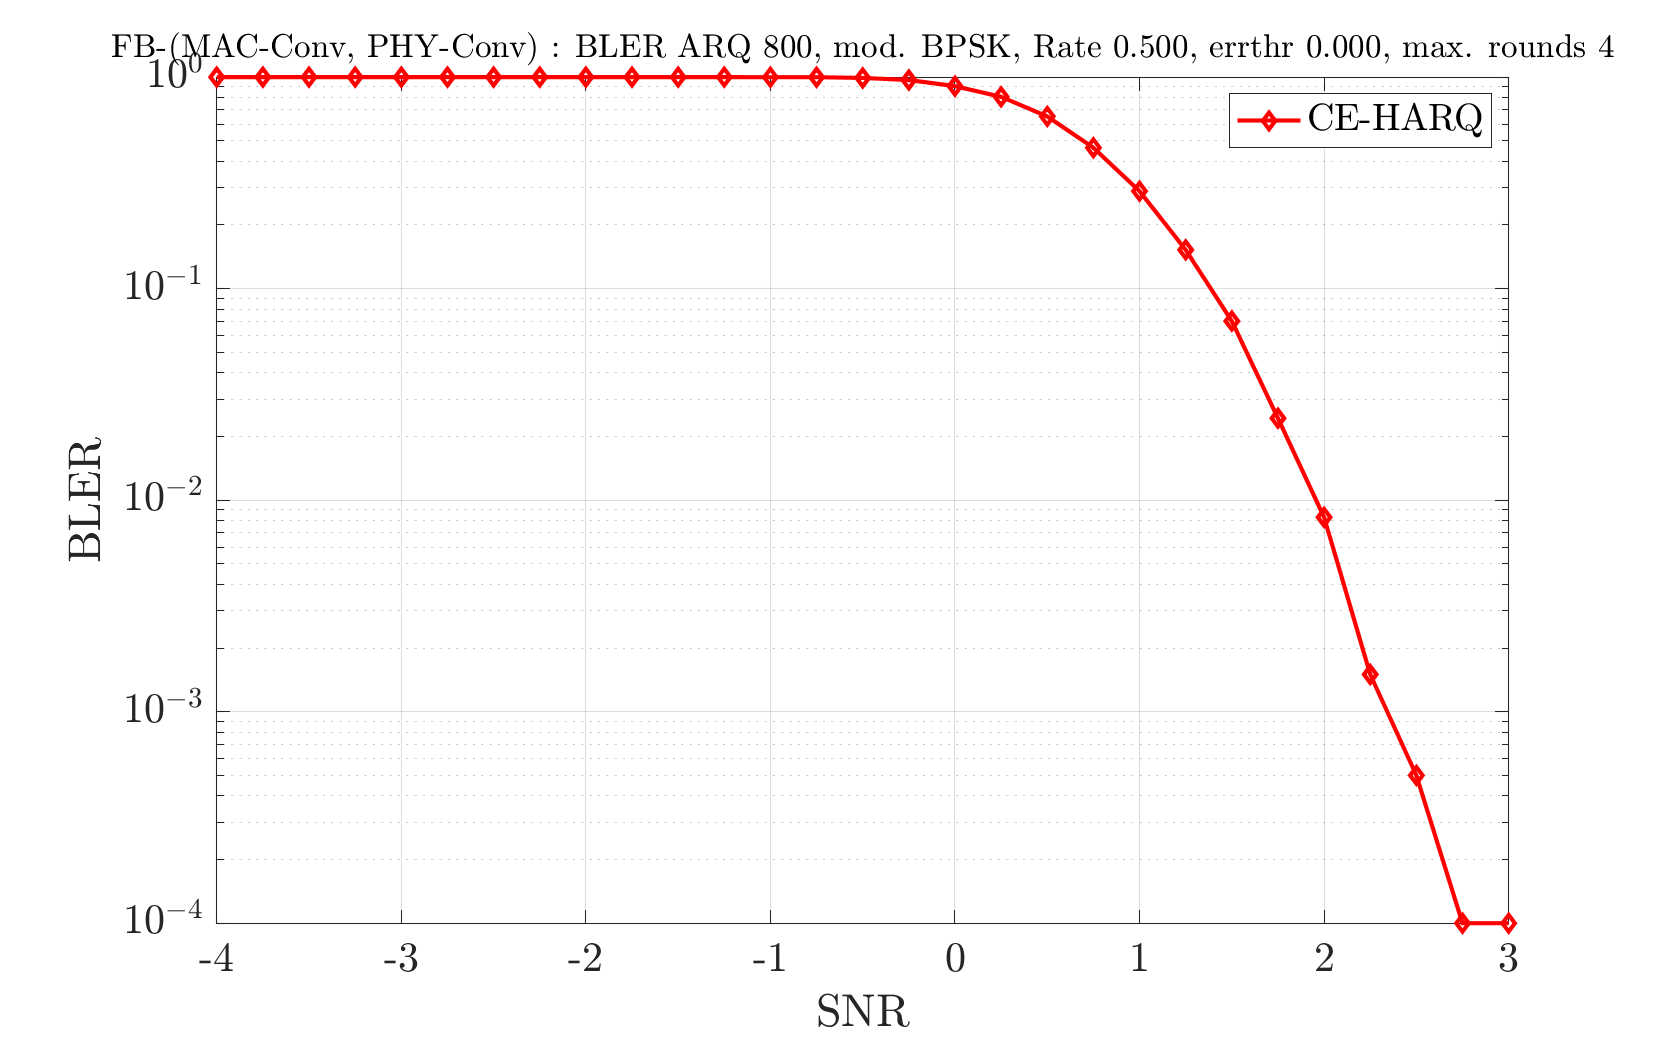 FB-(MAC-Conv, PHY-Conv) : BLER ARQ 800, mod. BPSK, Rate 0.500, errthr 0.000, max. rounds 4
10⁰
CE-HARQ
10⁻¹
10⁻²
BLER
10⁻³
10⁻⁴
-4 -3 -2 -1 0 1 2 3
SNR